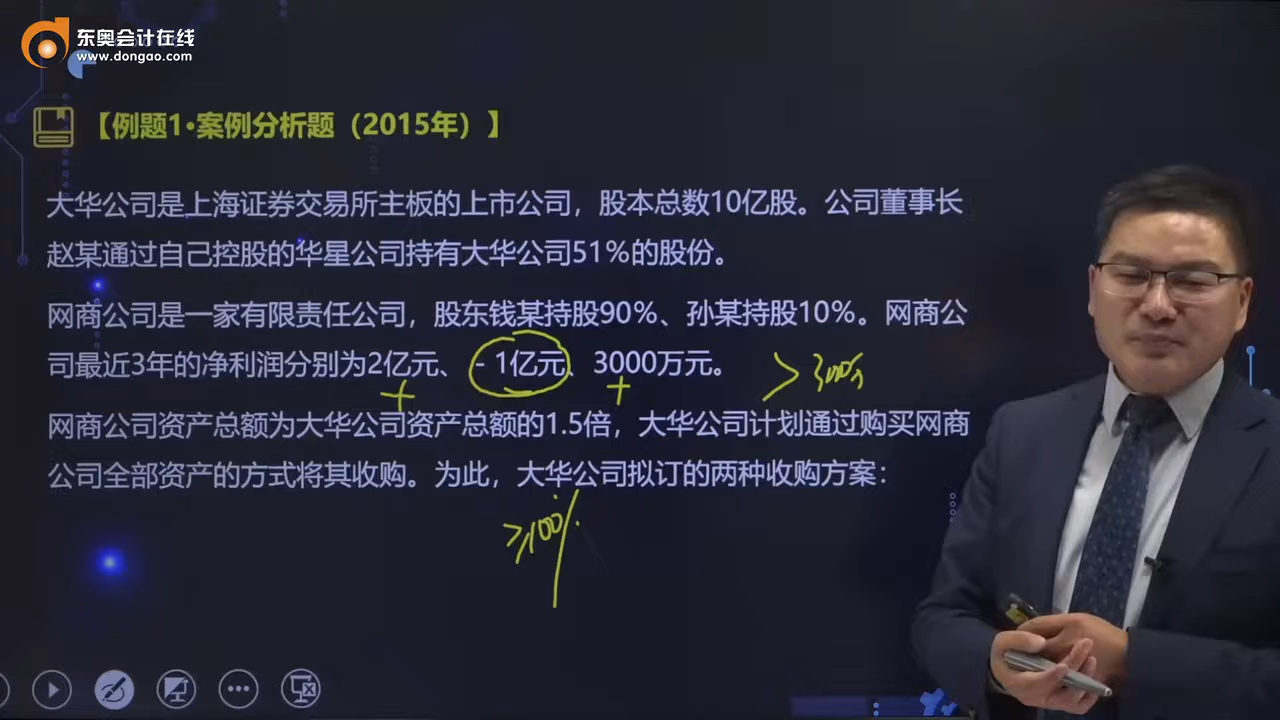 东奥会计在线
www.dongao.com
【例题1•案例分析题（2015年）】
大华公司是上海证券交易所主板的上市公司，股本总数10亿股。公司董事长
赵某通过自己控股的华星公司持有大华公司51%的股份。
网商公司是一家有限责任公司，股东钱某持股90%、孙某持股10%。网商公
司最近3年的净利润分别为2亿元、-1亿元、3000万元。
+ +
网商公司资产总额为大华公司资产总额的1.5倍，大华公司计划通过购买网商
公司全部资产的方式将其收购。为此，大华公司拟订的两种收购方案：
≥100%